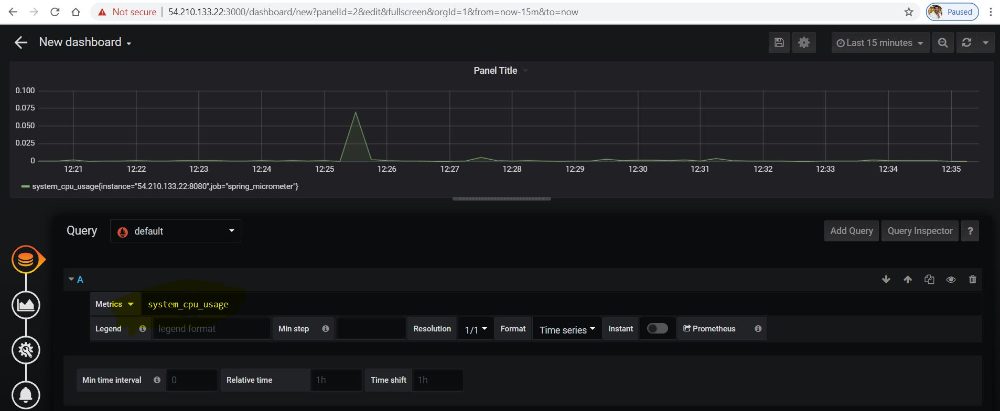 Not secure | 54.210.133.22:3000/dashboard/new?panelId=2&edit&fullscreen&orgId=1&from=now-15m&to=now Paused
New dashboard Last 15 minutes
Panel Title
0.100
0.075
0.050
0.025
0
12:21 12:22 12:23 12:24 12:25 12:26 12:27 12:28 12:29 12:30 12:31 12:32 12:33 12:34 12:35
system_cpu_usage{instance="54.210.133.22:8080",job="spring_micrometer"}
Query default Add Query Query Inspector ?
A
Metrics system_cpu_usage
Legend legend format Min step Resolution 1/1 Format Time series Instant Prometheus
Min time interval 0 Relative time 1h Time shift 1h